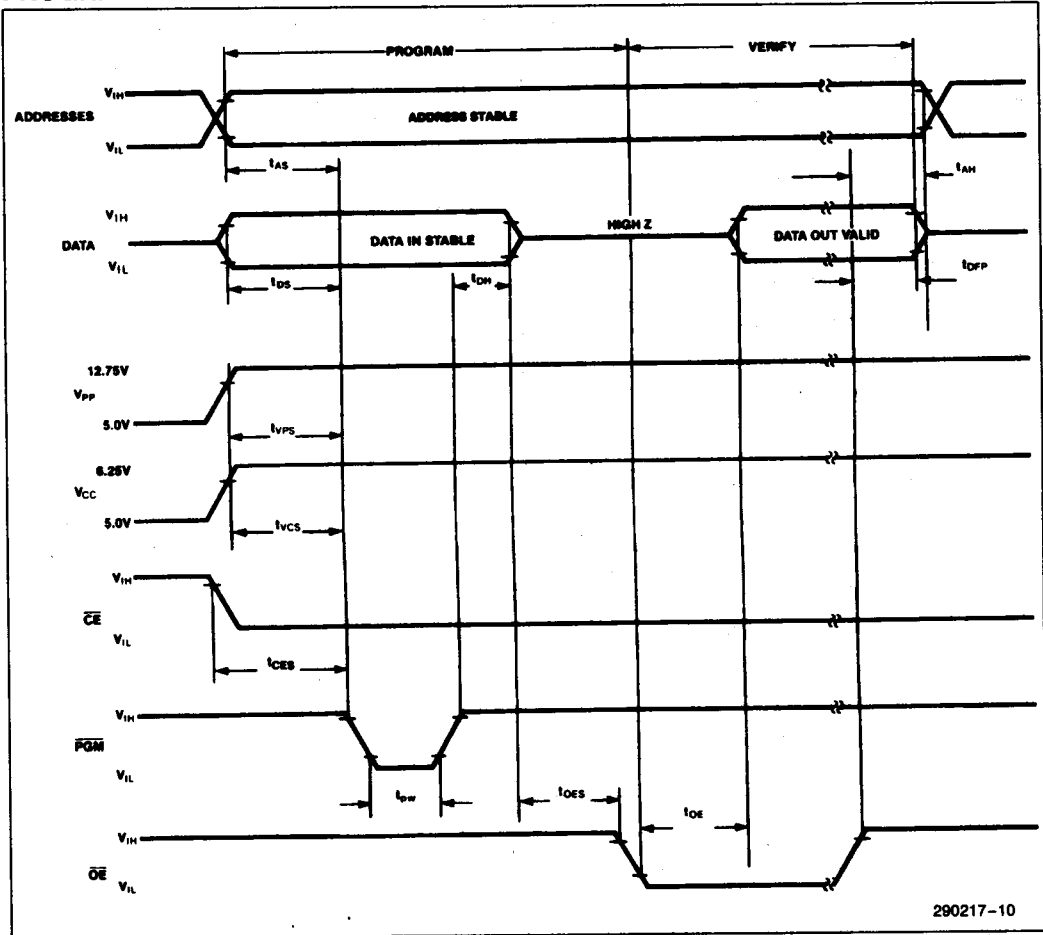 PROGRAM
VERIFY
VIH
ADDRESSES
ADDRESS STABLE
VIL
tAS
tAH
VIH
HIGH Z
DATA
DATA IN STABLE
DATA OUT VALID
VIL
tDS
tDH
tDFP
12.75V
VPP
5.0V
tVPS
6.25V
VCC
5.0V
tVCS
VIH
CE
VIL
tCES
VIH
PGM
VIL
tPW
tOES
tOE
VIH
OE
VIL
290217-10